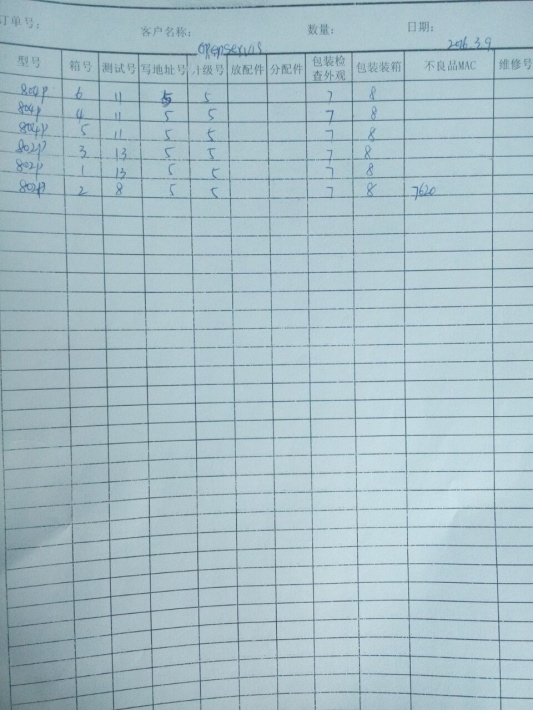 订单号： 客户名称： openservis 数量： 日期： 2016.3.9
型号 箱号 测试号 写地址号 升级号 放配件 分配件 包装检查外观 包装装箱 不良品MAC 维修号
804P 6 11 5 5 7 8
804P 4 11 5 5 7 8
804P 5 11 5 5 7 8
802P 3 13 5 5 7 8
802P 1 13 5 5 7 8
802P 2 8 5 5 7 8 7620